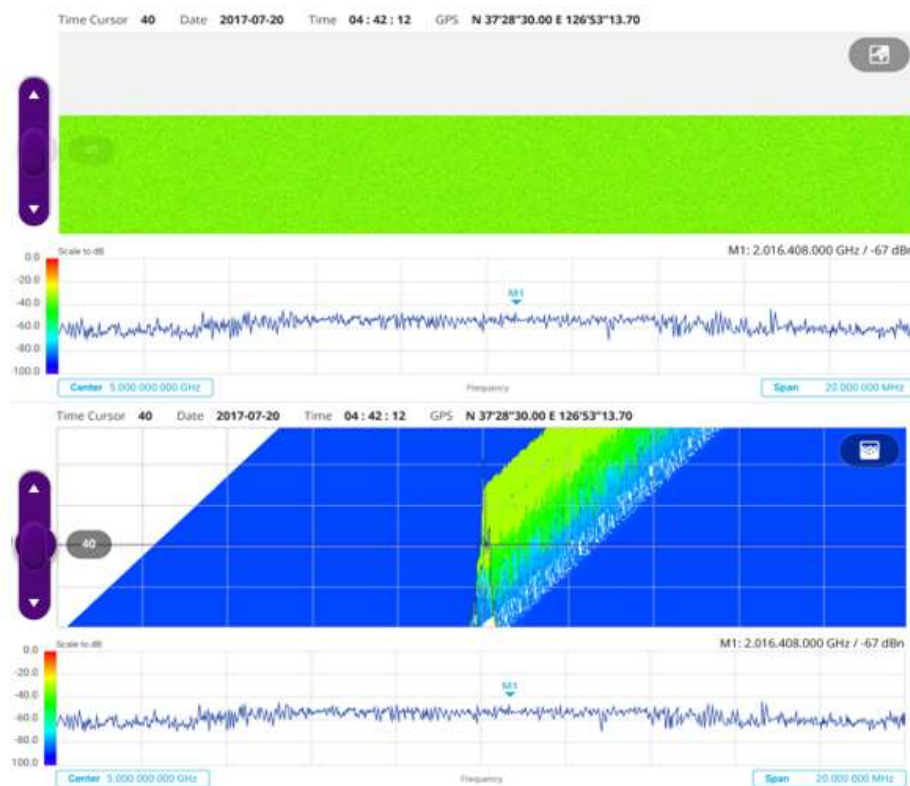 Time Cursor 40 Date 2017-07-20 Time 04 : 42 : 12 GPS N 37'28"30.00 E 126'53"13.70
Scale to dB
M1: 2.016.408.000 GHz / -67 dBn
0.0
-20.0
-40.0
-60.0
-80.0
-100.0
M1
Center 5.000 000 000 GHz
Frequency
Span 20.000 000 MHz
Time Cursor 40 Date 2017-07-20 Time 04 : 42 : 12 GPS N 37'28"30.00 E 126'53"13.70
40
Scale to dB
M1: 2.016.408.000 GHz / -67 dBn
0.0
-20.0
-40.0
-60.0
-80.0
100.0
M1
Center 5.000 000 000 GHz
Frequency
Span 20.000 000 MHz